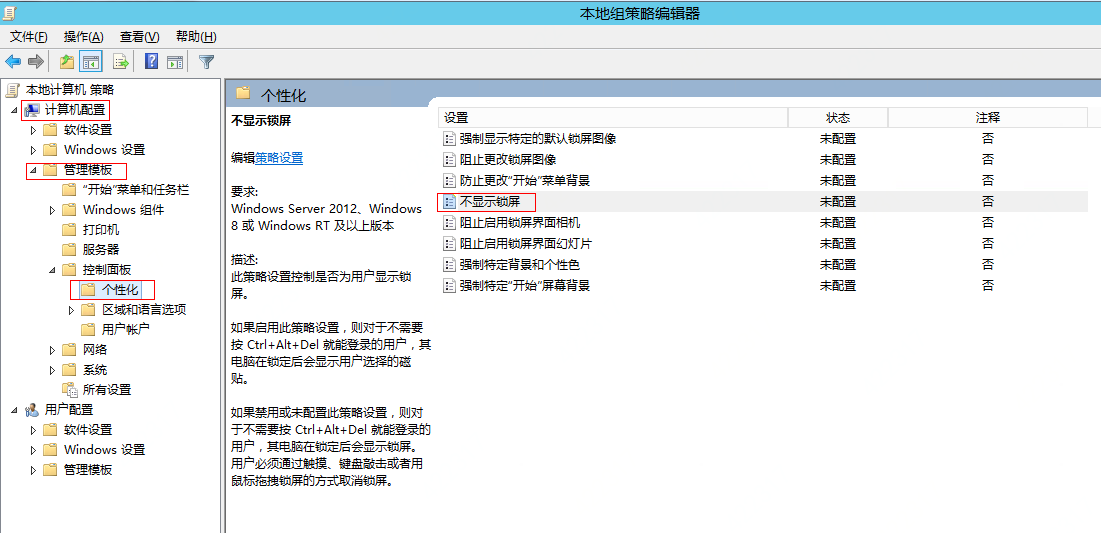 本地组策略编辑器
文件(F) 操作(A) 查看(V) 帮助(H)
本地计算机 策略
计算机配置
软件设置
Windows 设置
管理模板
“开始”菜单和任务栏
Windows 组件
打印机
服务器
控制面板
个性化
区域和语言选项
用户帐户
网络
系统
所有设置
用户配置
软件设置
Windows 设置
管理模板
个性化
不显示锁屏
编辑策略设置
要求:
Windows Server 2012、Windows
8 或 Windows RT 及以上版本
描述:
此策略设置控制是否为用户显示锁
屏。
如果启用此策略设置，则对于不需要
按 Ctrl+Alt+Del 就能登录的用户，其
电脑在锁定后会显示用户选择的磁
贴。
如果禁用或未配置此策略设置，则对
于不需要按 Ctrl+Alt+Del 就能登录的
用户，其电脑在锁定后会显示锁屏。
用户必须通过触摸、键盘敲击或者用
鼠标拖拽锁屏的方式取消锁屏。
设置 状态 注释
强制显示特定的默认锁屏图像 未配置 否
阻止更改锁屏图像 未配置 否
防止更改“开始”菜单背景 未配置 否
不显示锁屏 未配置 否
阻止启用锁屏界面相机 未配置 否
阻止启用锁屏界面幻灯片 未配置 否
强制特定背景和个性色 未配置 否
强制特定“开始”屏幕背景 未配置 否